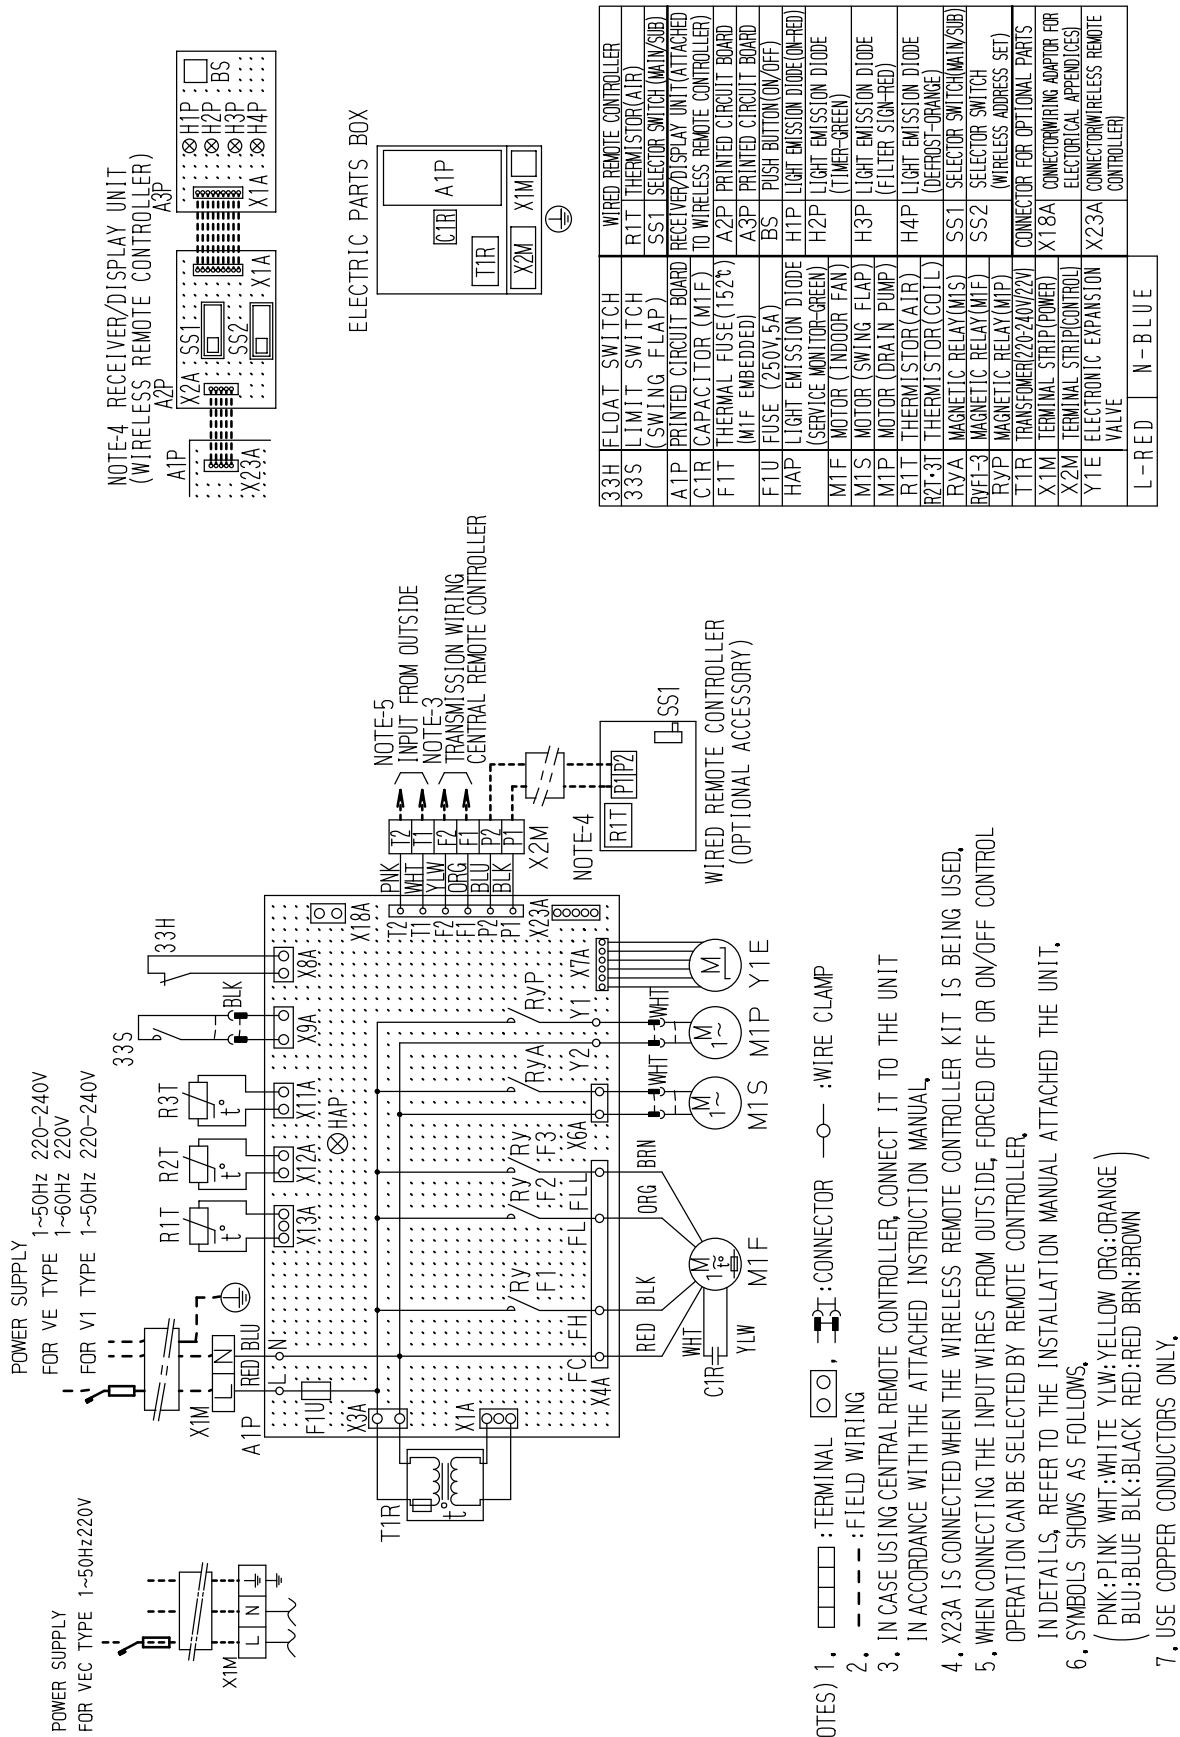 POWER SUPPLY
FOR VEC TYPE 1~50Hz220V
X1M
L N
POWER SUPPLY
FOR VE TYPE 1~50Hz 220-240V
1~60Hz 220V
FOR V1 TYPE 1~50Hz 220-240V
X1M
L N
RED BLU
A1P
L N
F1U
X3A
X1A
T1R
t°
R1T
t°
X13A
R2T
t°
X12A
R3T
t°
X11A
HAP
33S
BLK
X9A
33H
X8A
X18A
T2
T1
F2
F1
P2
P1
X23A
PNK
WHT
YLW
ORG
BLU
BLK
T2
T1
F2
F1
P2
P1
X2M
NOTE-5
INPUT FROM OUTSIDE
NOTE-3
TRANSMISSION WIRING
CENTRAL REMOTE CONTROLLER
NOTE-4
R1T
P1 P2
SS1
WIRED REMOTE CONTROLLER
(OPTIONAL ACCESSORY)
Ry
F1
Ry
F2
Ry
F3
RyA
RyP
X4A
FC FH FL FLL
X6A
Y2 Y1
X7A
RED BLK ORG BRN
WHT
YLW
C1R
M
1~
t°
M1F
WHT
M
1~
M1S
WHT
M
1~
M1P
M
Y1E
NOTE-4 RECEIVER/DISPLAY UNIT
(WIRELESS REMOTE CONTROLLER)
A1P
X23A
A2P
X2A
SS1
SS2
X1A
A3P
X1A
H1P
H2P
H3P
H4P
BS
ELECTRIC PARTS BOX
A1P
C1R
T1R
X2M X1M
33H FLOAT SWITCH
33S LIMIT SWITCH
(SWING FLAP)
A1P PRINTED CIRCUIT BOARD
C1R CAPACITOR (M1F)
F1T THERMAL FUSE (152℃)
(M1F EMBEDDED)
F1U FUSE (250V,5A)
HAP LIGHT EMISSION DIODE
(SERVICE MONITOR-GREEN)
M1F MOTOR (INDOOR FAN)
M1S MOTOR (SWING FLAP)
M1P MOTOR (DRAIN PUMP)
R1T THERMISTOR(AIR)
R2T·3T THERMISTOR(COIL)
RyA MAGNETIC RELAY(M1S)
RyF1-3 MAGNETIC RELAY(M1F)
RyP MAGNETIC RELAY(M1P)
T1R TRANSFOMER(220-240V/22V)
X1M TERMINAL STRIP(POWER)
X2M TERMINAL STRIP(CONTROL)
Y1E ELECTRONIC EXPANSION
VALVE
L-RED N-BLUE
WIRED REMOTE CONTROLLER
R1T THERMISTOR(AIR)
SS1 SELECTOR SWITCH (MAIN/SUB)
RECEIVER/DISPLAY UNIT(ATTACHED
TO WIRELESS REMOTE CONTROLLER)
A2P PRINTED CIRCUIT BOARD
A3P PRINTED CIRCUIT BOARD
BS PUSH BUTTON(ON/OFF)
H1P LIGHT EMISSION DIODE(ON-RED)
H2P LIGHT EMISSION DIODE
(TIMER-GREEN)
H3P LIGHT EMISSION DIODE
(FILTER SIGN-RED)
H4P LIGHT EMISSION DIODE
(DEFROST-ORANGE)
SS1 SELECTOR SWITCH(MAIN/SUB)
SS2 SELECTOR SWITCH
(WIRELESS ADDRESS SET)
CONNECTOR FOR OPTIONAL PARTS
X18A CONNECTOR(WIRING ADAPTOR FOR
ELECTORICAL APPENDICES)
X23A CONNECTOR(WIRELESS REMOTE
CONTROLLER)
OTES) 1. :TERMINAL , :CONNECTOR :WIRE CLAMP
2. :FIELD WIRING
3. IN CASE USING CENTRAL REMOTE CONTROLLER, CONNECT IT TO THE UNIT
IN ACCORDANCE WITH THE ATTACHED INSTRUCTION MANUAL.
4. X23A IS CONNECTED WHEN THE WIRELESS REMOTE CONTROLLER KIT IS BEING USED.
5. WHEN CONNECTING THE INPUT WIRES FROM OUTSIDE, FORCED OFF OR ON/OFF CONTROL
OPERATION CAN BE SELECTED BY REMOTE CONTROLLER.
IN DETAILS, REFER TO THE INSTALLATION MANUAL ATTACHED THE UNIT.
6. SYMBOLS SHOWS AS FOLLOWS.
(PNK:PINK WHT:WHITE YLW:YELLOW ORG:ORANGE
BLU:BLUE BLK:BLACK RED:RED BRN:BROWN)
7. USE COPPER CONDUCTORS ONLY.